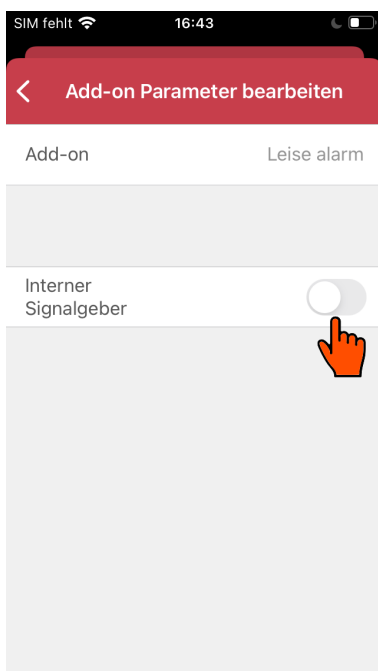 SIM fehlt 16:43
Add-on Parameter bearbeiten
Add-on Leise alarm
Interner
Signalgeber